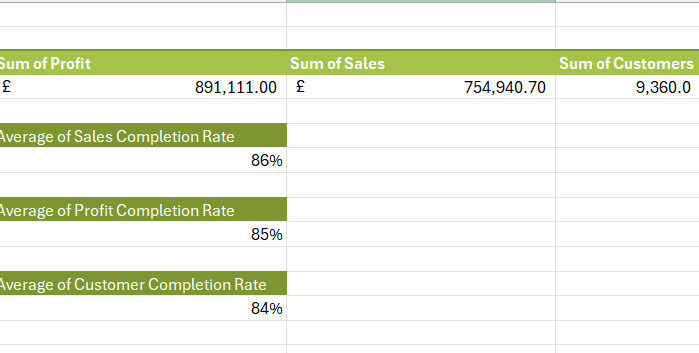 Sum of Profit Sum of Sales Sum of Customers
£ 891,111.00 £ 754,940.70 9,360.0
Average of Sales Completion Rate
86%
Average of Profit Completion Rate
85%
Average of Customer Completion Rate
84%